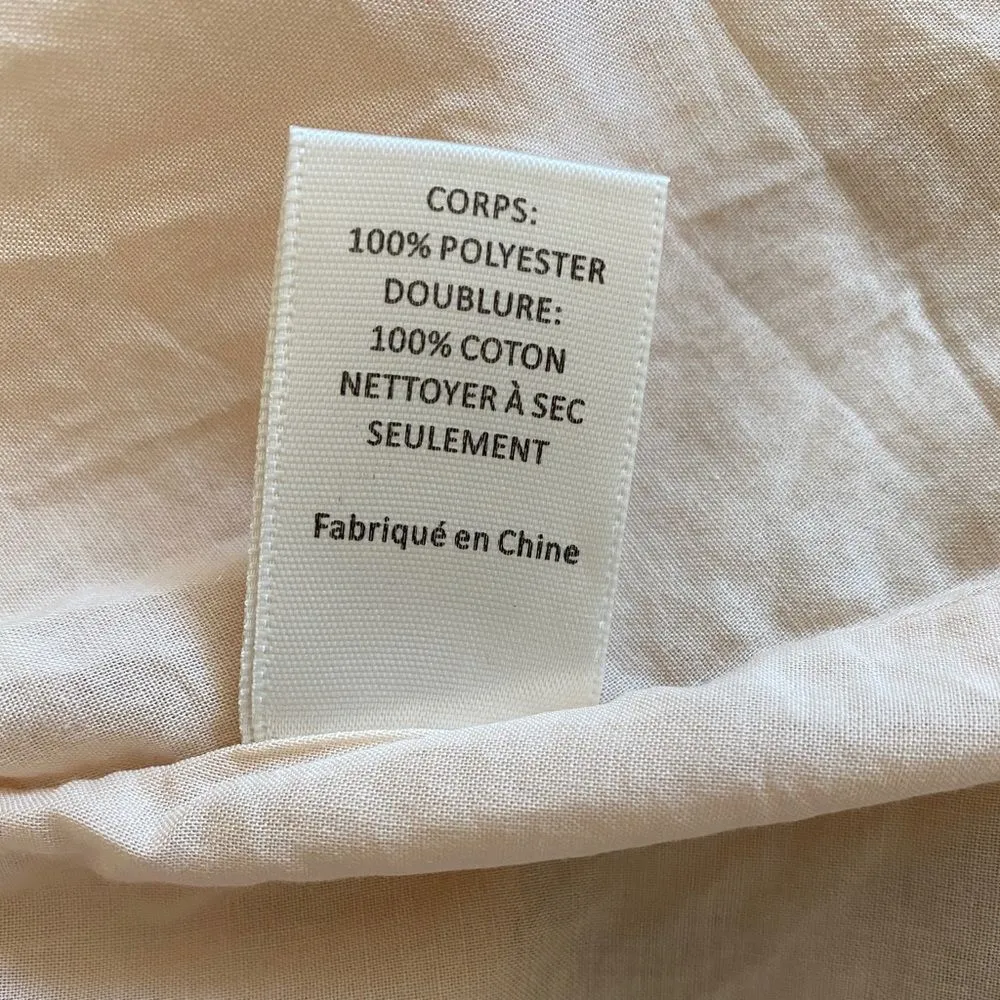 CORPS:
100% POLYESTER
DOUBLURE:
100% COTON
NETTOYER À SEC
SEULEMENT
Fabriqué en Chine